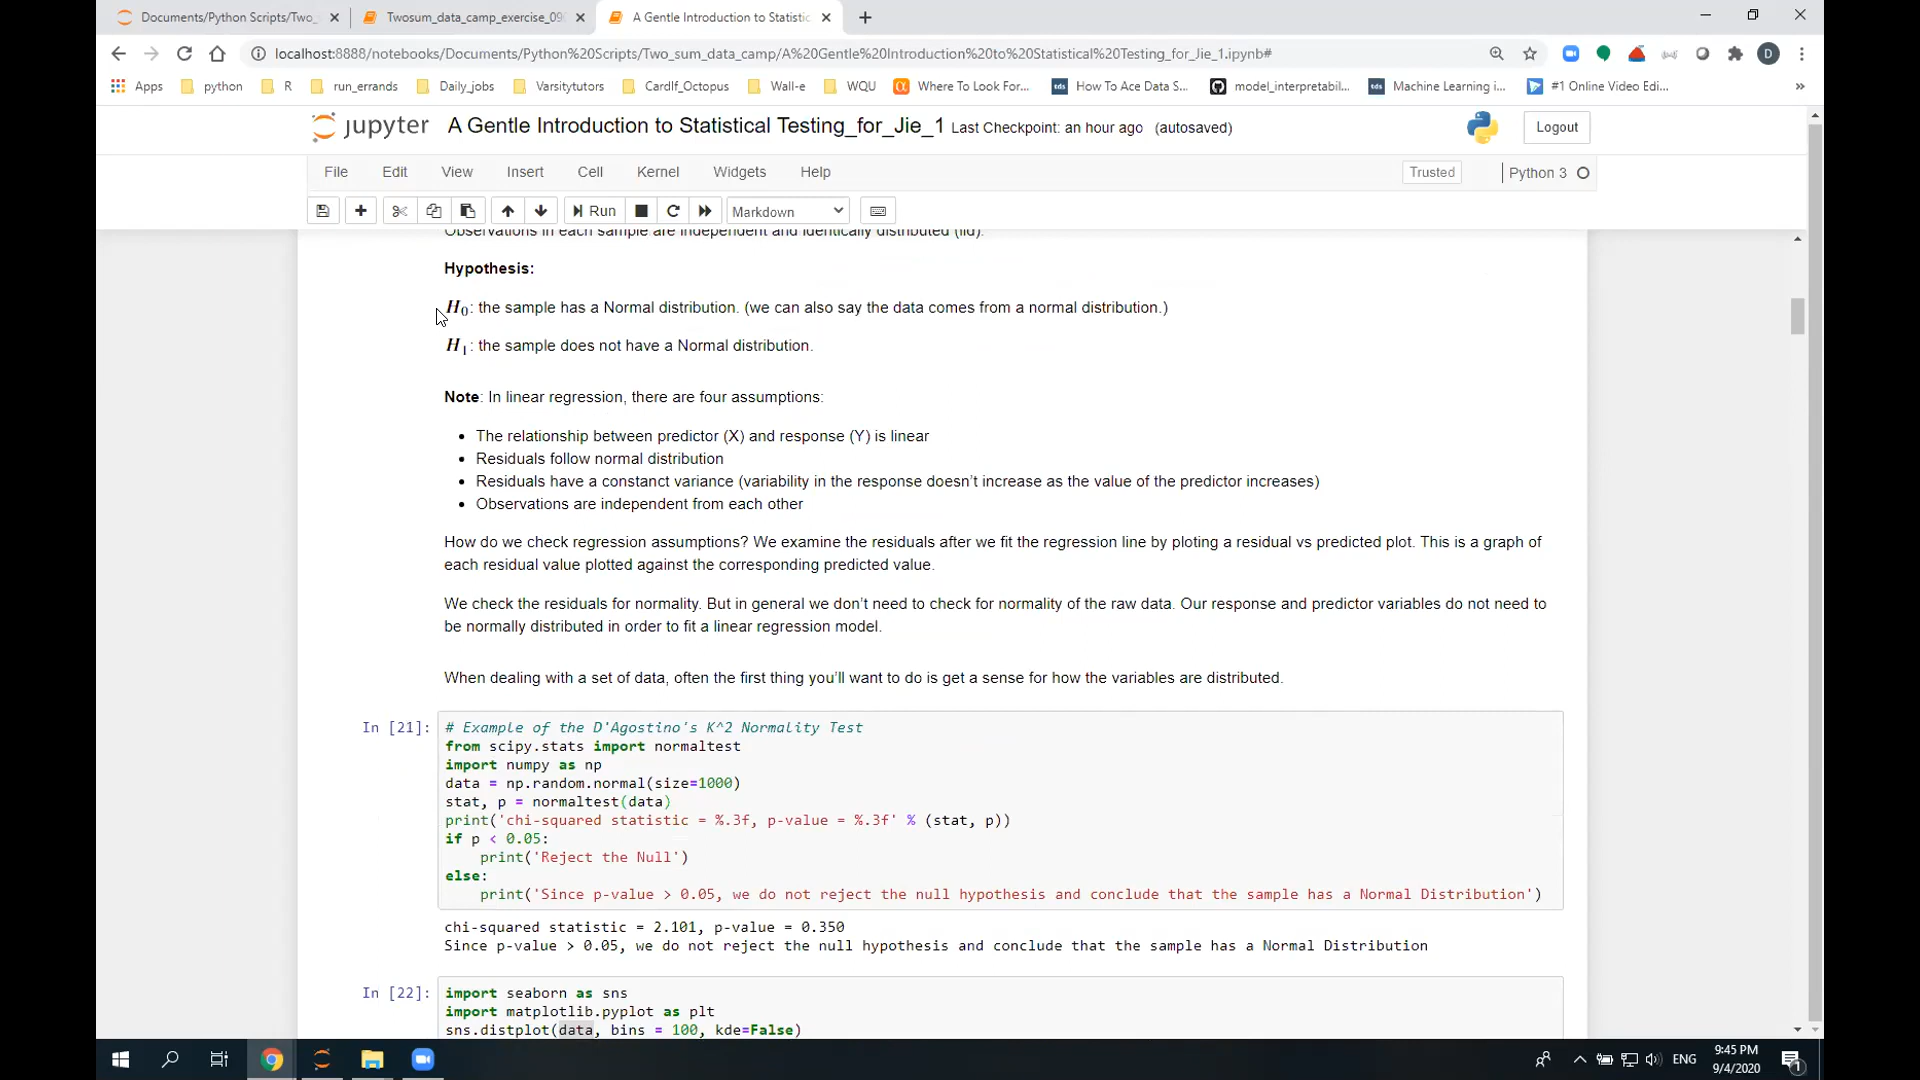 Documents/Python Scripts/Two_
Twosum_data_camp_exercise_09
A Gentle Introduction to Statistic
localhost:8888/notebooks/Documents/Python%20Scripts/Two_sum_data_camp/A%20Gentle%20Introduction%20to%20Statistical%20Testing_for_Jie_1.ipynb#
D
Apps python R run_errands Daily_jobs Varsitytutors CardIf_Octopus Wall-e WQU Where To Look For... How To Ace Data S... model_interpretabil... Machine Learning i... #1 Online Video Edi... »
jupyter A Gentle Introduction to Statistical Testing_for_Jie_1 Last Checkpoint: an hour ago (autosaved) Logout
File Edit View Insert Cell Kernel Widgets Help Trusted Python 3
Run Markdown
Observations in each sample are independent and identically distributed (iid).
Hypothesis:
H0: the sample has a Normal distribution. (we can also say the data comes from a normal distribution.)
H1: the sample does not have a Normal distribution.
Note: In linear regression, there are four assumptions:
• The relationship between predictor (X) and response (Y) is linear
• Residuals follow normal distribution
• Residuals have a constanct variance (variability in the response doesn't increase as the value of the predictor increases)
• Observations are independent from each other
How do we check regression assumptions? We examine the residuals after we fit the regression line by ploting a residual vs predicted plot. This is a graph of
each residual value plotted against the corresponding predicted value.
We check the residuals for normality. But in general we don't need to check for normality of the raw data. Our response and predictor variables do not need to
be normally distributed in order to fit a linear regression model.
When dealing with a set of data, often the first thing you'll want to do is get a sense for how the variables are distributed.
In [21]: # Example of the D'Agostino's K^2 Normality Test
from scipy.stats import normaltest
import numpy as np
data = np.random.normal(size=1000)
stat, p = normaltest(data)
print('chi-squared statistic = %.3f, p-value = %.3f' % (stat, p))
if p < 0.05:
    print('Reject the Null')
else:
    print('Since p-value > 0.05, we do not reject the null hypothesis and conclude that the sample has a Normal Distribution')
chi-squared statistic = 2.101, p-value = 0.350
Since p-value > 0.05, we do not reject the null hypothesis and conclude that the sample has a Normal Distribution
In [22]: import seaborn as sns
import matplotlib.pyplot as plt
sns.distplot(data, bins = 100, kde=False)
ENG
9:45 PM
9/4/2020
1